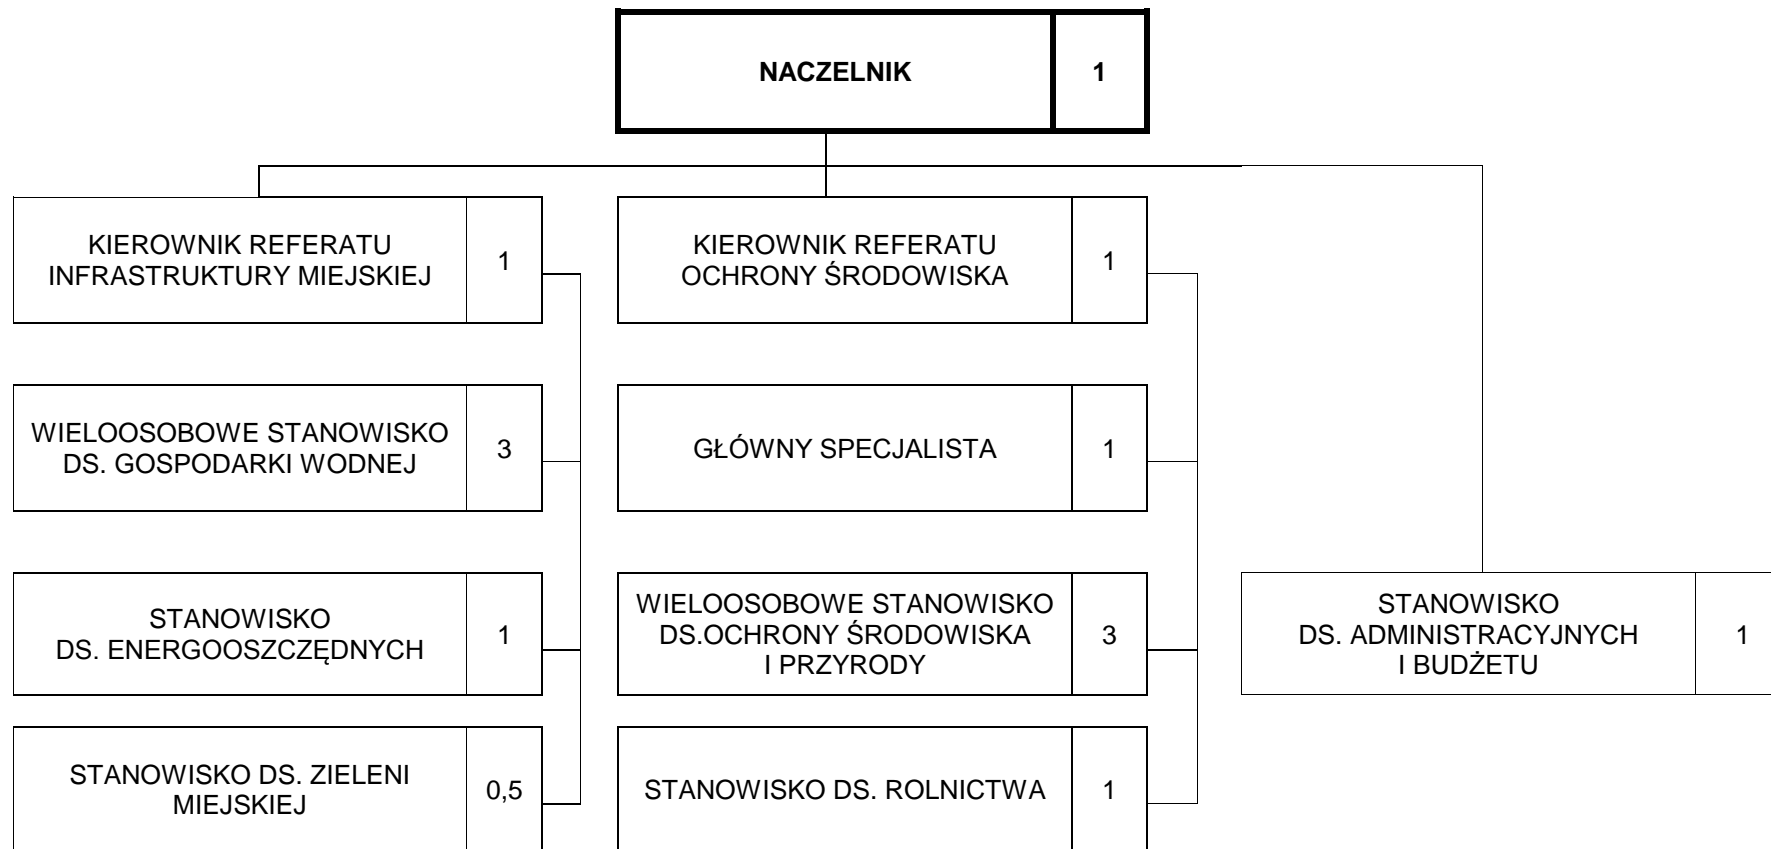 NACZELNIK
1
KIEROWNIK REFERATU
INFRASTRUKTURY MIEJSKIEJ
1
KIEROWNIK REFERATU
OCHRONY ŚRODOWISKA
1
WIELOOSOBOWE STANOWISKO
DS. GOSPODARKI WODNEJ
3
GŁÓWNY SPECJALISTA
1
STANOWISKO
DS. ENERGOOSZCZĘDNYCH
1
WIELOOSOBOWE STANOWISKO
DS.OCHRONY ŚRODOWISKA
I PRZYRODY
3
STANOWISKO
DS. ADMINISTRACYJNYCH
I BUDŻETU
1
STANOWISKO DS. ZIELENI
MIEJSKIEJ
0,5
STANOWISKO DS. ROLNICTWA
1